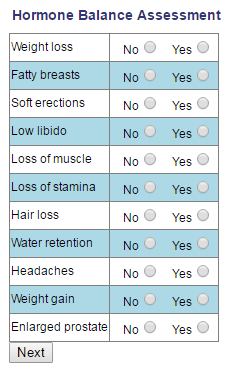 Hormone Balance Assessment
Weight loss No Yes
Fatty breasts No Yes
Soft erections No Yes
Low libido No Yes
Loss of muscle No Yes
Loss of stamina No Yes
Hair loss No Yes
Water retention No Yes
Headaches No Yes
Weight gain No Yes
Enlarged prostate No Yes
Next